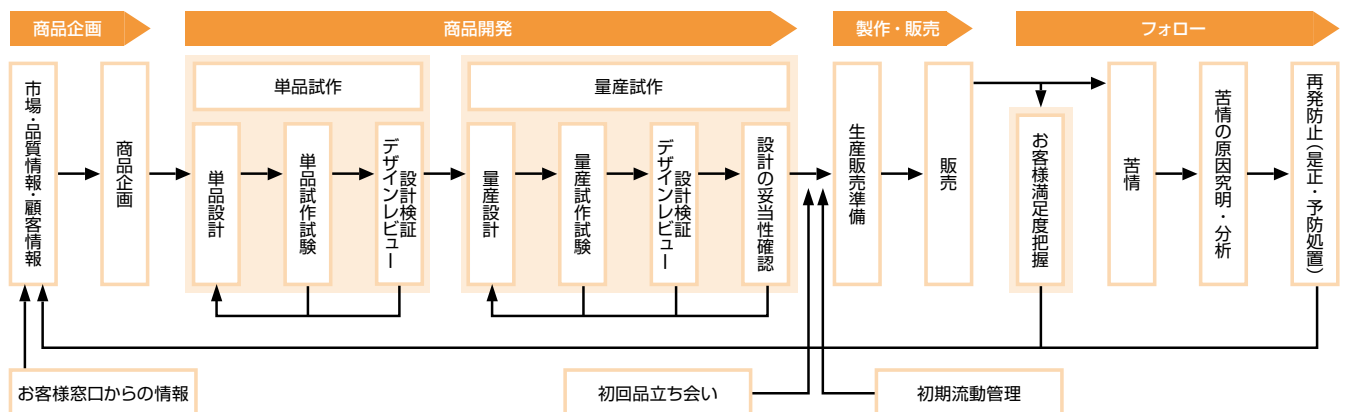 商品企画
商品開発
製作・販売
フォロー
市場・品質情報・顧客情報
商品企画
単品試作
単品設計
単品試作試験
設計検証
デザインレビュー
量産試作
量産設計
量産試作試験
設計検証
デザインレビュー
設計の妥当性確認
生産販売準備
販売
お客様満足度把握
苦情
苦情の原因究明・分析
再発防止（是正・予防処置）
お客様窓口からの情報
初回品立ち会い
初期流動管理